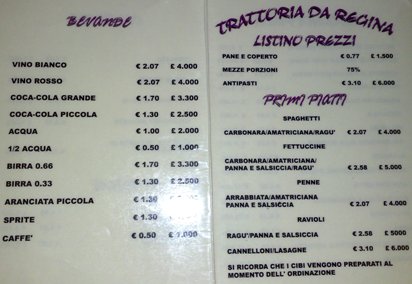 BEVANDE
VINO BIANCO € 2.07 £ 4.000
VINO ROSSO € 2.07 £ 4.000
COCA-COLA GRANDE € 1.70 £ 3.300
COCA-COLA PICCOLA € 1.30 £ 2.500
ACQUA € 1.00 £ 2.000
1/2 ACQUA € 0.50 £ 1.000
BIRRA 0.66 € 1.70 £ 3.300
BIRRA 0.33 € 1.30 £ 2.500
ARANCIATA PICCOLA € 1.30
SPRITE € 1.30
CAFFE' € 0.50 £ 1.000
TRATTORIA DA REGINA
LISTINO PREZZI
PANE E COPERTO € 0.77 £ 1.500
MEZZE PORZIONI 75%
ANTIPASTI € 3.10 £ 6.000
PRIMI PIATTI
SPAGHETTI
CARBONARA/AMATRICIANA/RAGU' € 2.07 £ 4.000
FETTUCCINE
CARBONARA/AMATRICIANA/
PANNA E SALSICCIA/RAGU' € 2.58 £ 5.000
PENNE
ARRABBIATA/AMATRICIANA
PANNA E SALSICCIA € 2.07 £ 4.000
RAVIOLI
RAGU'/PANNA E SALSICCIA € 2.58 £ 5000
CANNELLONI/LASAGNE € 3.10 £ 6.000
SI RICORDA CHE I CIBI VENGONO PREPARATI AL
MOMENTO DELL' ORDINAZIONE